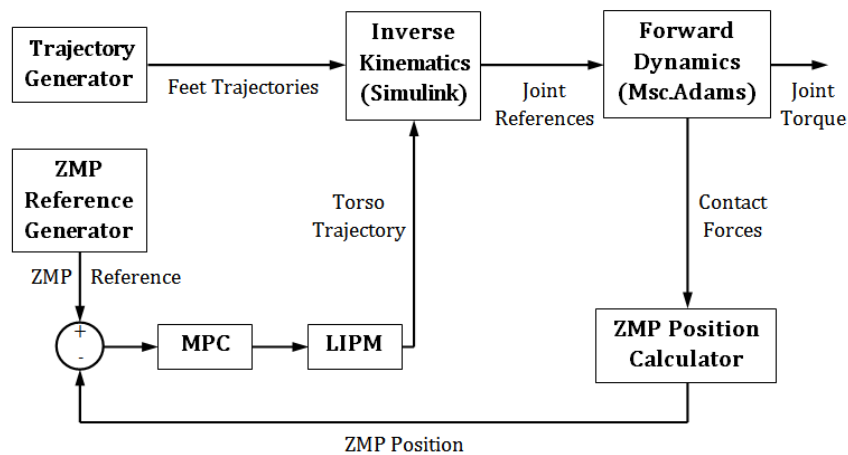 Trajectory
Generator
Feet Trajectories
Inverse
Kinematics
(Simulink)
Joint
References
Forward
Dynamics
(Msc.Adams)
Joint
Torque
ZMP
Reference
Generator
Torso
Trajectory
Contact
Forces
ZMP Reference
+
-
MPC
LIPM
ZMP Position
Calculator
ZMP Position